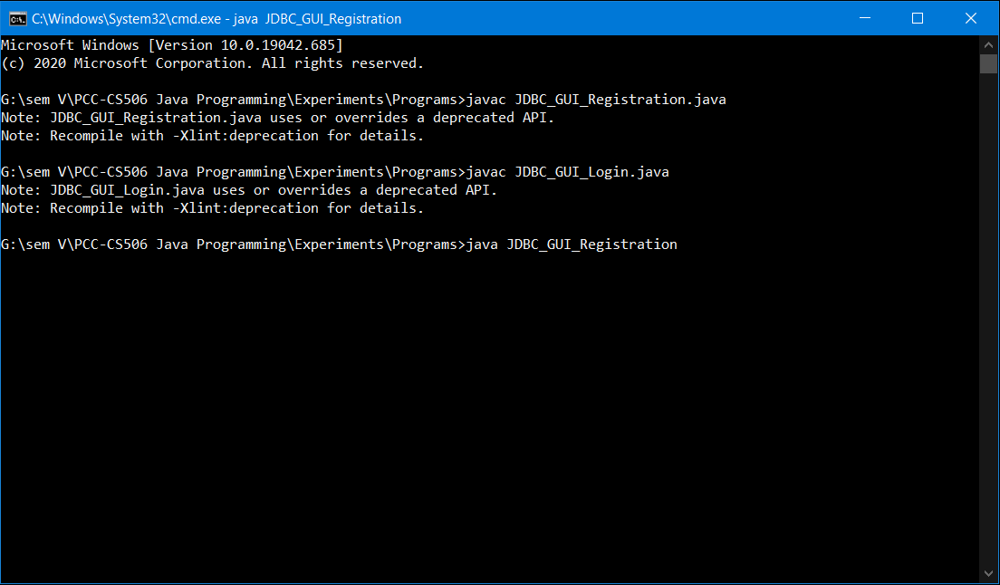 C:\Windows\System32\cmd.exe - java  JDBC_GUI_Registration
Microsoft Windows [Version 10.0.19042.685]
(c) 2020 Microsoft Corporation. All rights reserved.
G:\sem V\PCC-CS506 Java Programming\Experiments\Programs>javac JDBC_GUI_Registration.java
Note: JDBC_GUI_Registration.java uses or overrides a deprecated API.
Note: Recompile with -Xlint:deprecation for details.
G:\sem V\PCC-CS506 Java Programming\Experiments\Programs>javac JDBC_GUI_Login.java
Note: JDBC_GUI_Login.java uses or overrides a deprecated API.
Note: Recompile with -Xlint:deprecation for details.
G:\sem V\PCC-CS506 Java Programming\Experiments\Programs>java JDBC_GUI_Registration